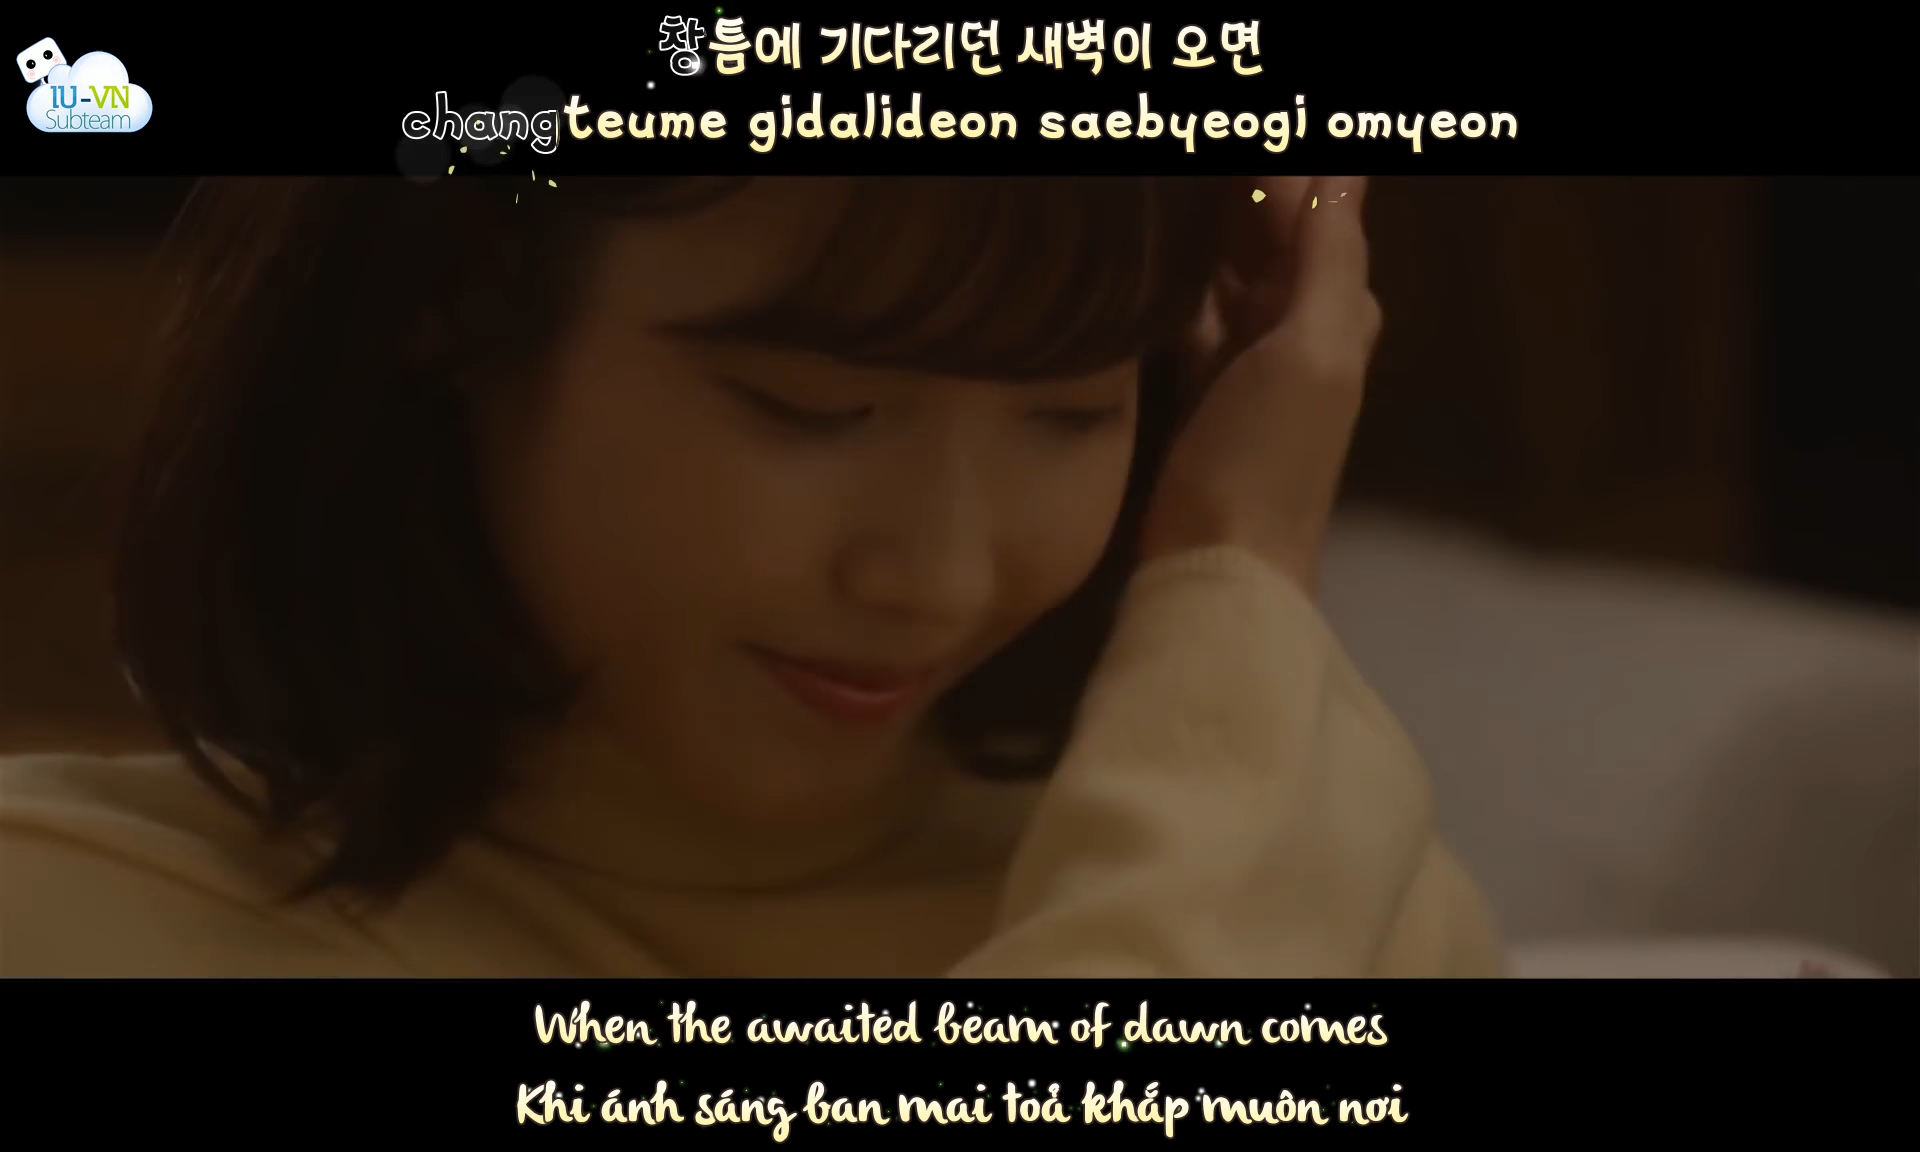 IU-VN
Subteam
창틈에 기다리던 새벽이 오면
changteume gidalideon saebyeogi omyeon
When the awaited beam of dawn comes
Khi ánh sáng ban mai toả khắp muôn nơi